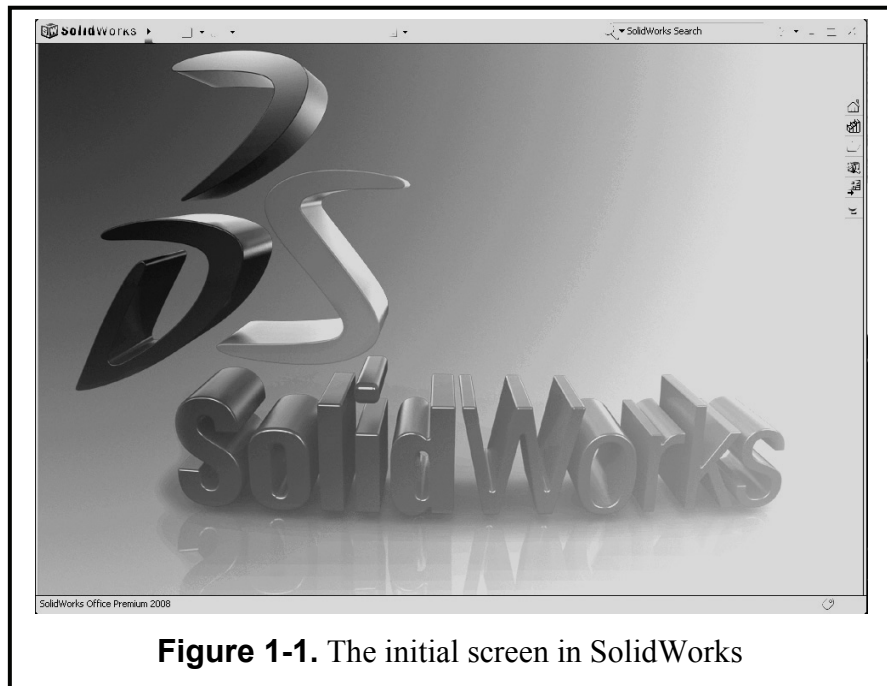 SolidWorks
SolidWorks Search
SolidWorks
SolidWorks Office Premium 2008
Figure 1-1. The initial screen in SolidWorks